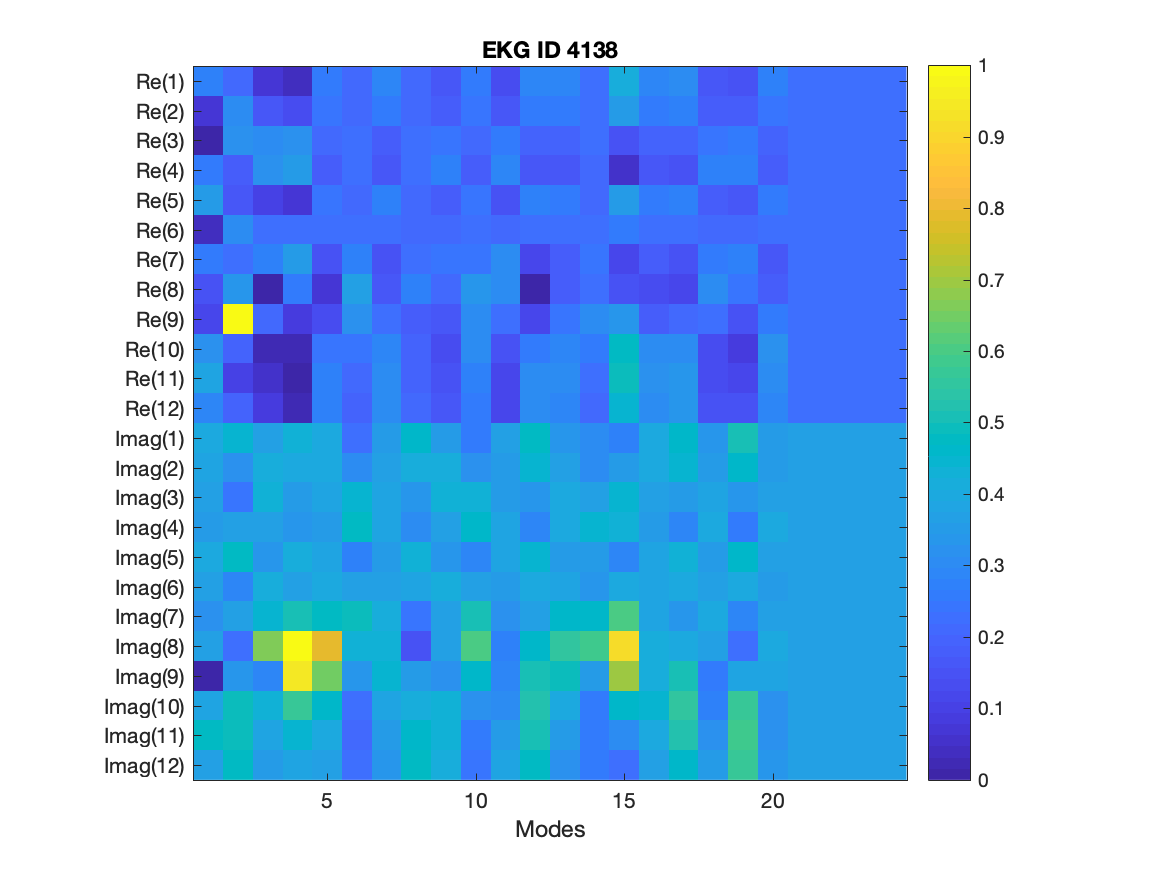 EKG ID 4138
Re(1)
Re(2)
Re(3)
Re(4)
Re(5)
Re(6)
Re(7)
Re(8)
Re(9)
Re(10)
Re(11)
Re(12)
Imag(1)
Imag(2)
Imag(3)
Imag(4)
Imag(5)
Imag(6)
Imag(7)
Imag(8)
Imag(9)
Imag(10)
Imag(11)
Imag(12)
5 10 15 20
Modes
1
0.9
0.8
0.7
0.6
0.5
0.4
0.3
0.2
0.1
0